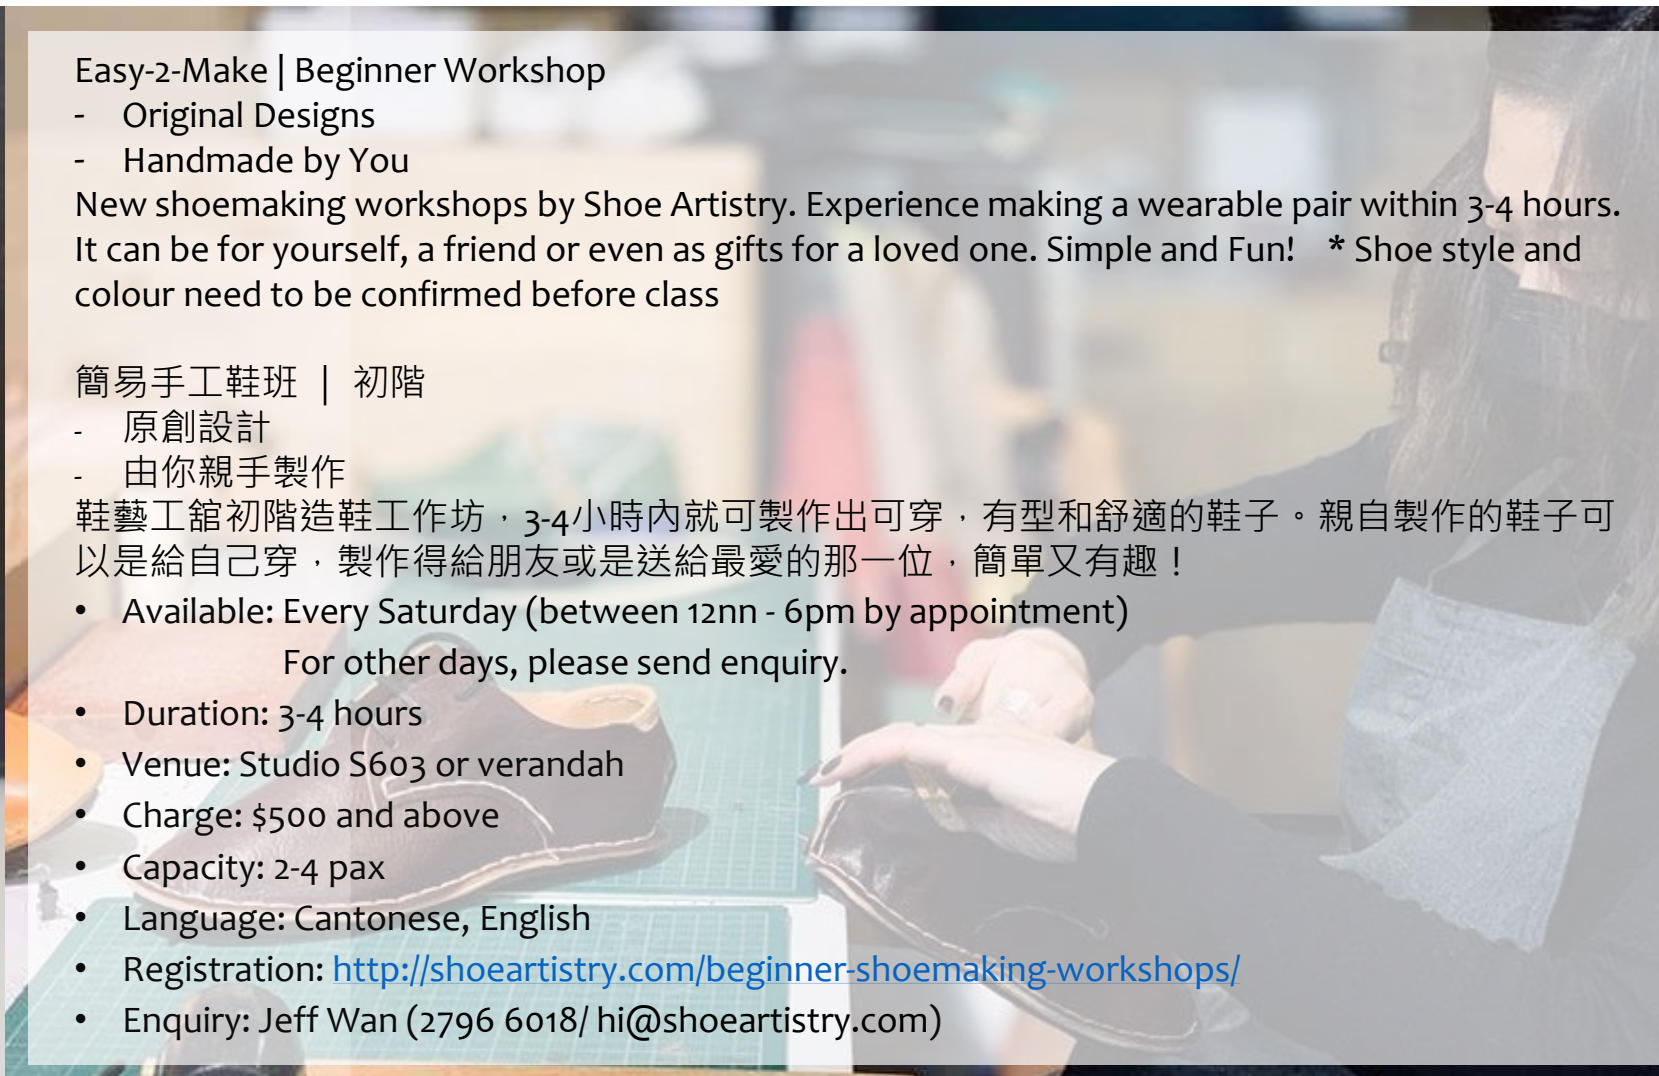 Easy-2-Make | Beginner Workshop
- Original Designs
- Handmade by You
New shoemaking workshops by Shoe Artistry. Experience making a wearable pair within 3-4 hours.
It can be for yourself, a friend or even as gifts for a loved one. Simple and Fun! * Shoe style and
colour need to be confirmed before class
簡易手工鞋班 | 初階
- 原創設計
- 由你親手製作
鞋藝工舘初階造鞋工作坊，3-4小時內就可製作出可穿，有型和舒適的鞋子。親自製作的鞋子可
以是給自己穿，製作得給朋友或是送給最愛的那一位，簡單又有趣！
• Available: Every Saturday (between 12nn - 6pm by appointment)
For other days, please send enquiry.
• Duration: 3-4 hours
• Venue: Studio S603 or verandah
• Charge: $500 and above
• Capacity: 2-4 pax
• Language: Cantonese, English
• Registration: http://shoeartistry.com/beginner-shoemaking-workshops/
• Enquiry: Jeff Wan (2796 6018/ hi@shoeartistry.com)